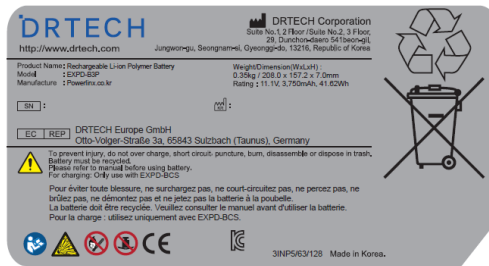 DRTECH
http://www.drtech.com
DRTECH Corporation
Suite No.1, 2 Floor /Suite No.2, 3 Floor,
29, Dunchon-daero 541beon-gil,
Jungwon-gu, Seongnam-si, Gyeonggi-do, 13216, Republic of Korea
Product Name : Rechargeable Li-ion Polymer Battery
Model : EXPD-B3P
Manufacture : Powerlinx.co.kr
Weight/Dimension(WxLxH) :
0.35kg / 208.0 x 157.2 x 7.0mm
Rating : 11.1V, 3,750mAh, 41.62Wh
SN :
:
EC REP
DRTECH Europe GmbH
Otto-Volger-Straße 3a, 65843 Sulzbach (Taunus), Germany
To prevent injury, do not over charge, short circuit- puncture, burn, disassemble or dispose in trash.
Battery must be recycled.
Please refer to manual before using battery.
For charging: Only use with EXPD-BCS
Pour éviter toute blessure, ne surchargez pas, ne court-circuitez pas, ne percez pas, ne
brûlez pas, ne démontez pas et ne jetez pas la batterie à la poubelle.
La batterie doit être recyclée. Veuillez consulter le manuel avant d'utiliser la batterie.
Pour la charge : utilisez uniquement avec EXPD-BCS.
CE
3INP5/63/128 Made in Korea.